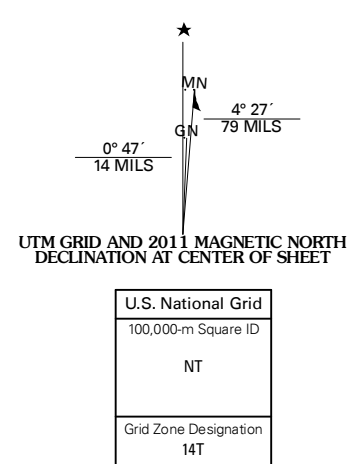 MN
4° 27´
79 MILS
GN
0° 47´
14 MILS
UTM GRID AND 2011 MAGNETIC NORTH
DECLINATION AT CENTER OF SHEET
U.S. National Grid
100,000-m Square ID
NT
Grid Zone Designation
14T